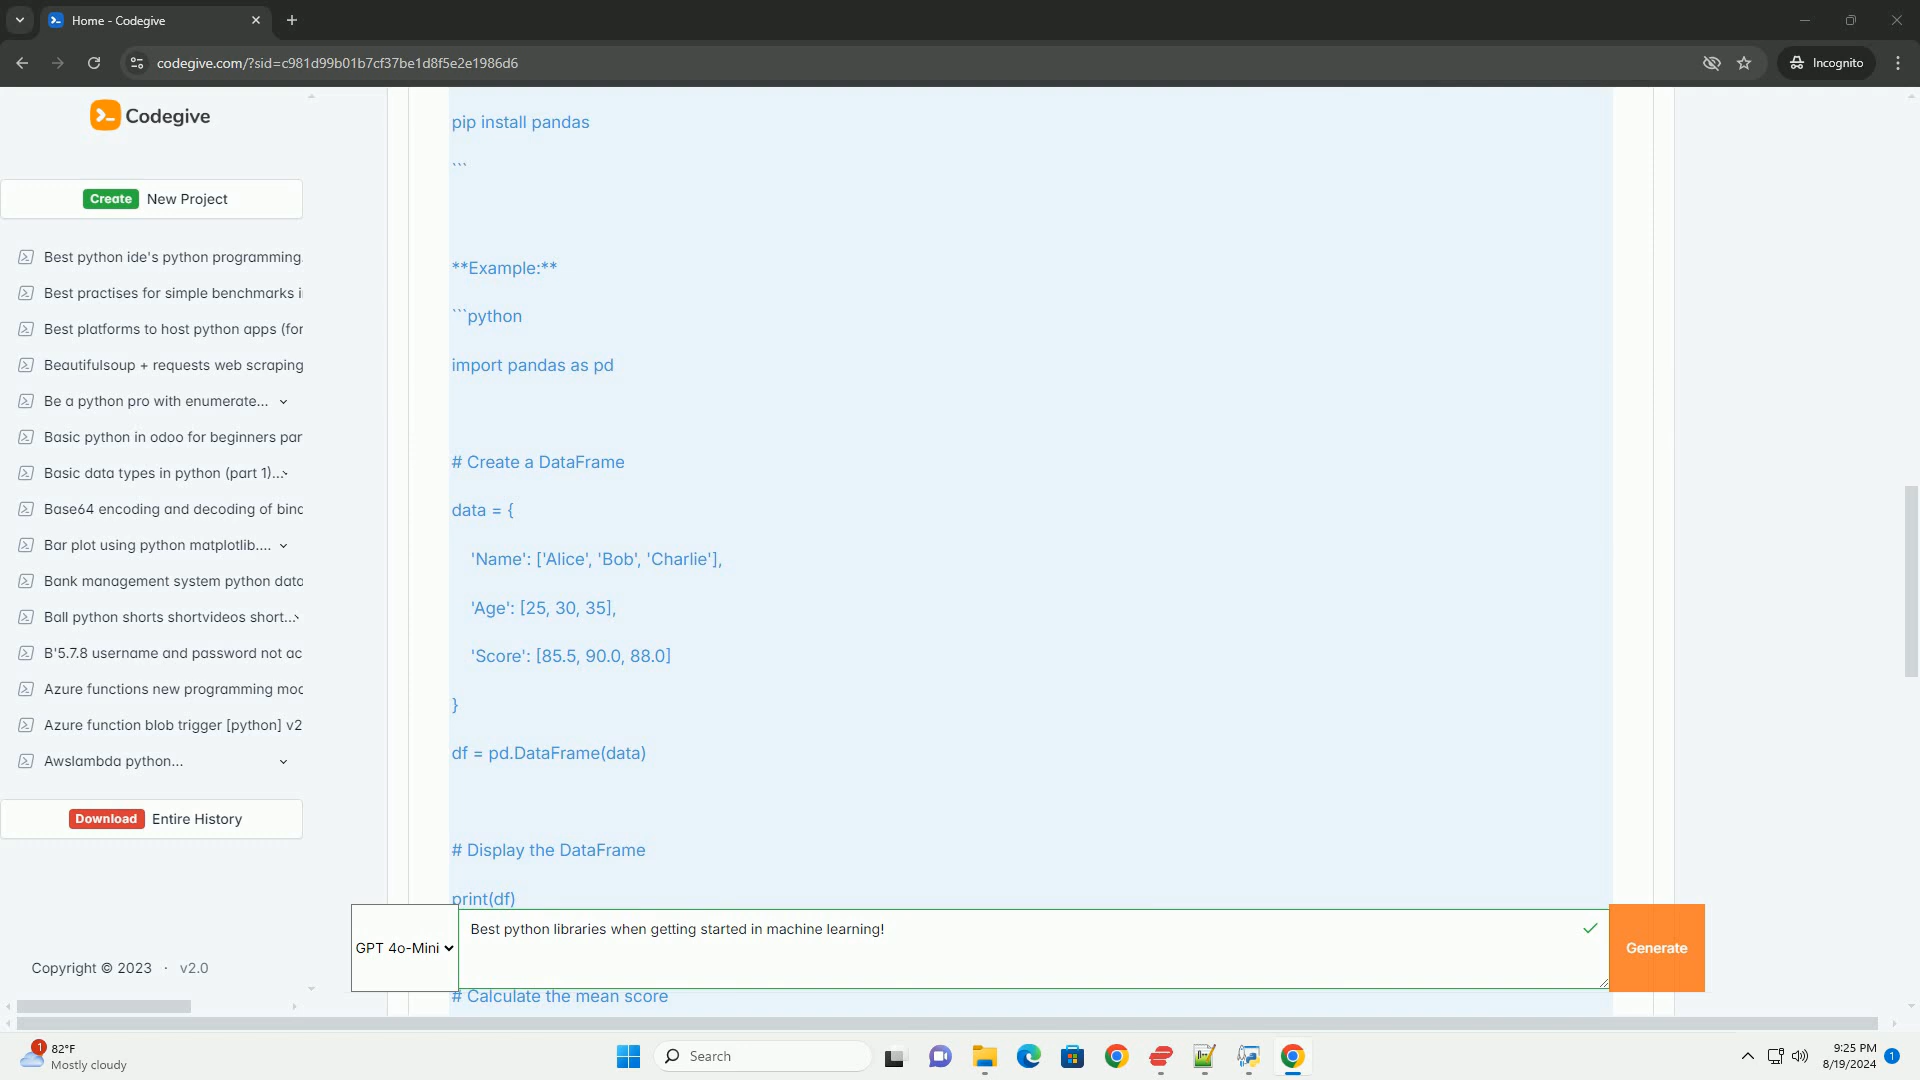 Home - Codegive
codegive.com/?sid=c981d99b01b7cf37be1d8f5e2e1986d6
Incognito
Codegive
Create New Project
Best python ide's python programming
Best practises for simple benchmarks i
Best platforms to host python apps (for
Beautifulsoup + requests web scraping
Be a python pro with enumerate...
Basic python in odoo for beginners par
Basic data types in python (part 1)...
Base64 encoding and decoding of bina
Bar plot using python matplotlib....
Bank management system python data
Ball python shorts shortvideos short...
B'5.7.8 username and password not ac
Azure functions new programming moc
Azure function blob trigger [python] v2
Awslambda python...
Download Entire History
Copyright © 2023 · v2.0
pip install pandas
```
**Example:**
```python
import pandas as pd
# Create a DataFrame
data = {
'Name': ['Alice', 'Bob', 'Charlie'],
'Age': [25, 30, 35],
'Score': [85.5, 90.0, 88.0]
}
df = pd.DataFrame(data)
# Display the DataFrame
print(df)
GPT 4o-Mini
Best python libraries when getting started in machine learning!
Generate
# Calculate the mean score
1
82°F
Mostly cloudy
Search
9:25 PM
8/19/2024
1